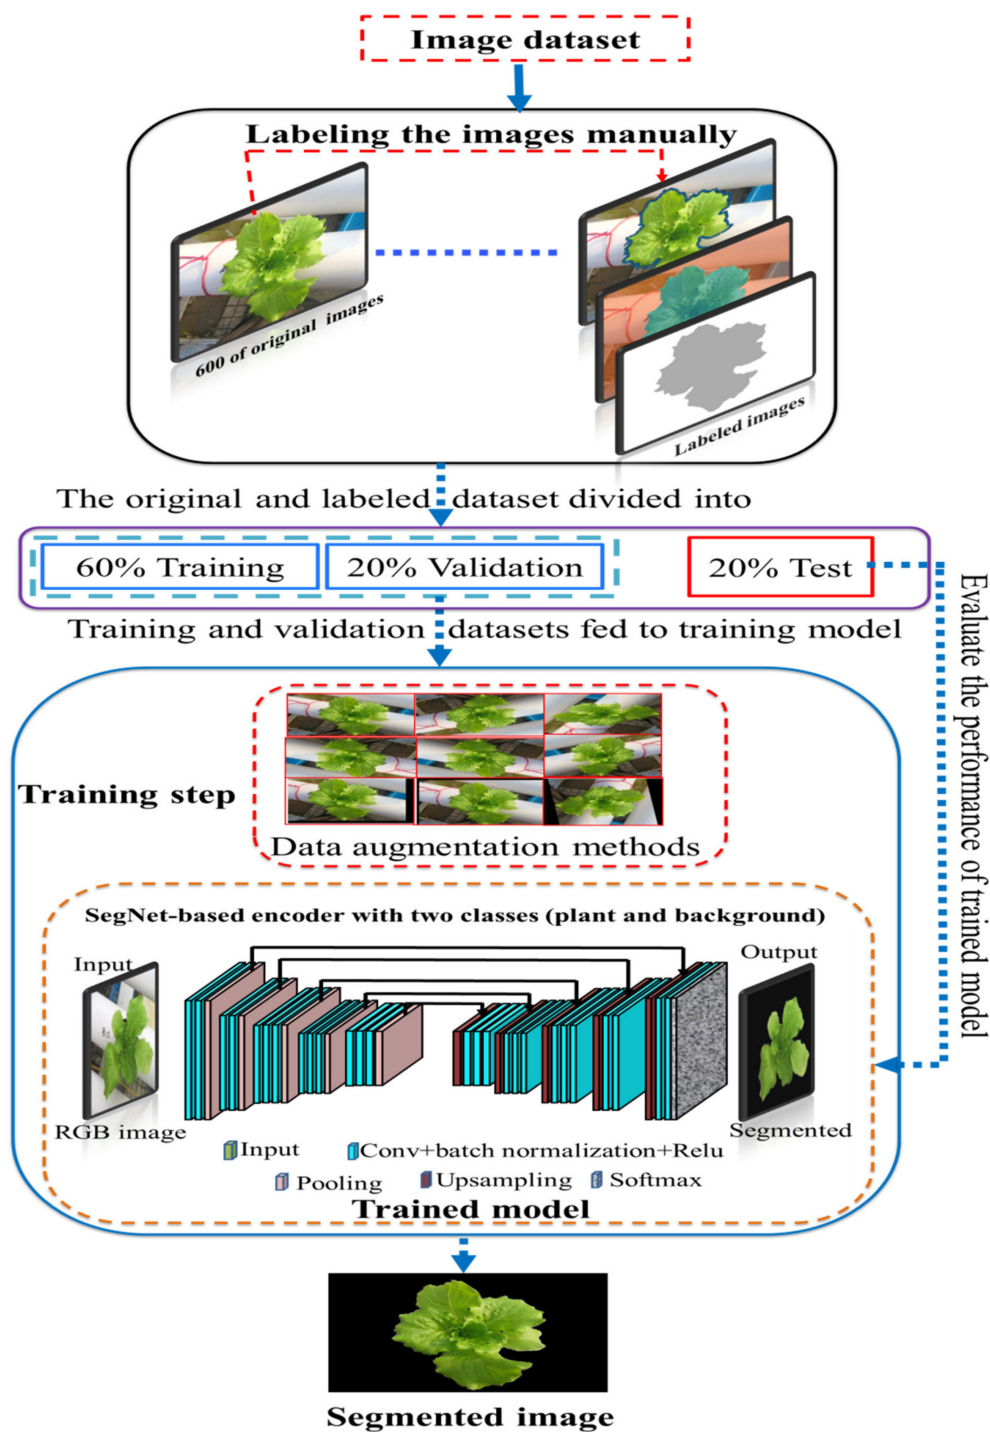 Image dataset
Labeling the images manually
600 of original images
Labeled images
The original and labeled dataset divided into
60% Training
20% Validation
20% Test
Training and validation datasets fed to training model
Evaluate the performance of trained model
Training step
Data augmentation methods
SegNet-based encoder with two classes (plant and background)
Input
Output
RGB image
Segmented
Input
Conv+batch normalization+Relu
Pooling
Upsampling
Softmax
Trained model
Segmented image